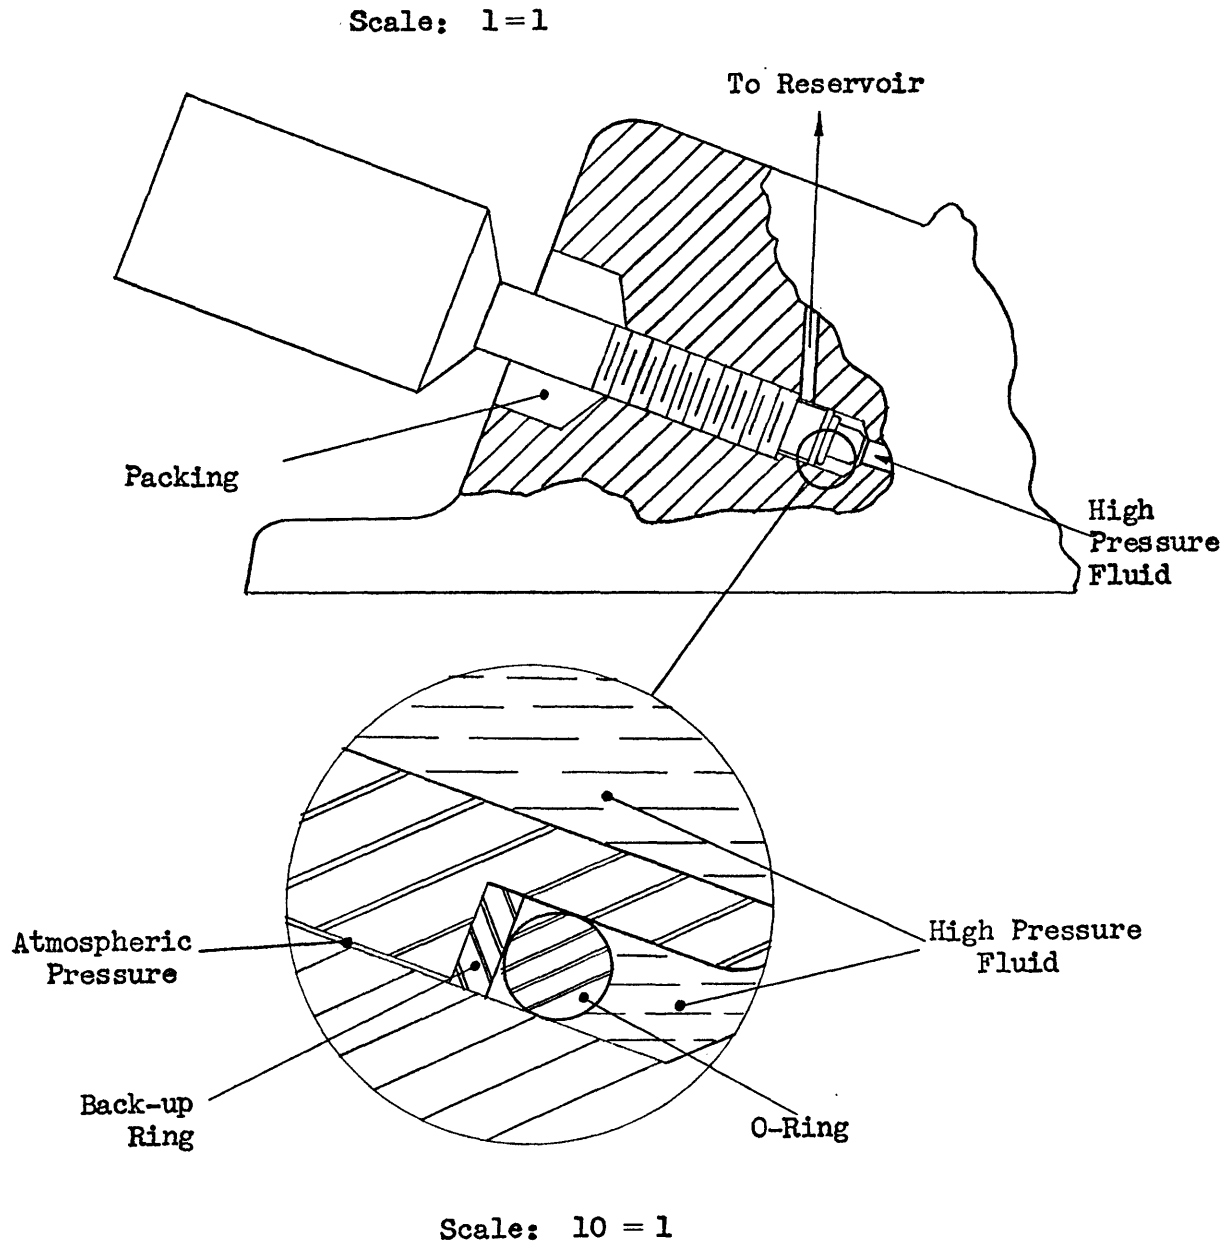 Scale: 1=1
To Reservoir
Packing
High
Pressure
Fluid
Atmospheric
Pressure
High Pressure
Fluid
Back-up
Ring
O-Ring
Scale: 10 = 1